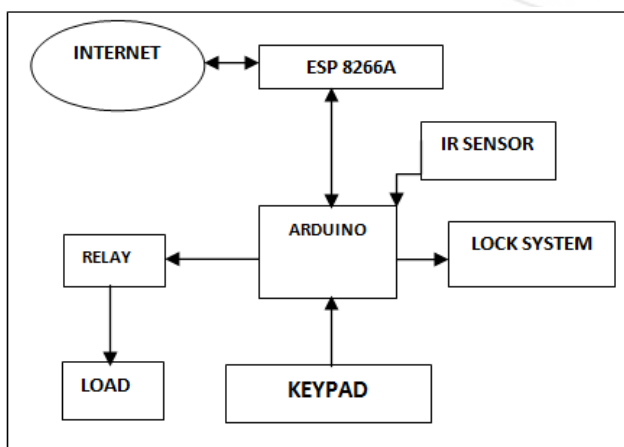 INTERNET
ESP 8266A
IR SENSOR
ARDUINO
LOCK SYSTEM
RELAY
LOAD
KEYPAD